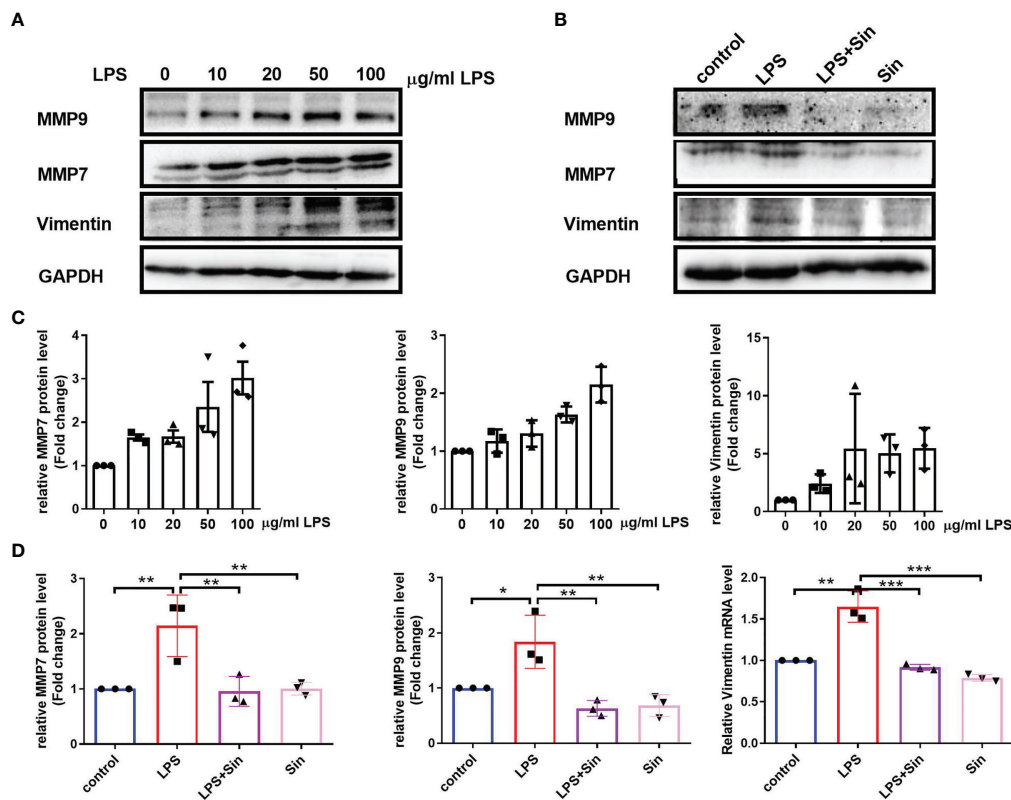 A
LPS 0 10 20 50 100 μg/ml LPS
MMP9
MMP7
Vimentin
GAPDH
B
control LPS LPS+Sin Sin
MMP9
MMP7
Vimentin
GAPDH
C
relative MMP7 protein level
(Fold change)
4
3
2
1
0
0 10 20 50 100 μg/ml LPS
relative MMP9 protein level
(Fold change)
3
2
1
0
0 10 20 50 100 μg/ml LPS
relative Vimentin protein level
(Fold change)
15
10
5
0
0 10 20 50 100 μg/ml LPS
D
relative MMP7 protein level
(Fold change)
3
2
1
0
** ** **
control LPS LPS+Sin Sin
relative MMP9 protein level
(Fold change)
3
2
1
0
* ** **
control LPS LPS+Sin Sin
Relative Vimentin mRNA level
2.0
1.5
1.0
0.5
0.0
** *** ***
control LPS LPS+Sin Sin